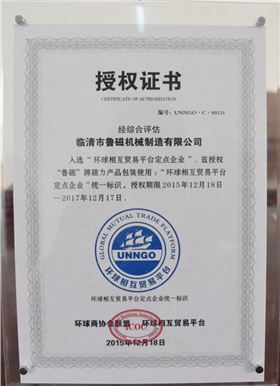 授权证书
CERTIFICATE OF AUTHORIZATION
编号：UNNGO·C·00134
经综合评估
临清市鲁磁机械制造有限公司
入选“环球相互贸易平台定点企业”。兹授权
“鲁磁”牌磁力产品包装使用：“环球相互贸易平台
定点企业”统一标识，授权期限2015年12月18日
—2017年12月17日。
GLOBAL MUTUAL TRADE PLATFORM
UNNGO
环球相互贸易平台
环球相互贸易平台定点企业统一标识
环球商协会联盟 环球相互贸易平台
ICOC
2015年12月18日